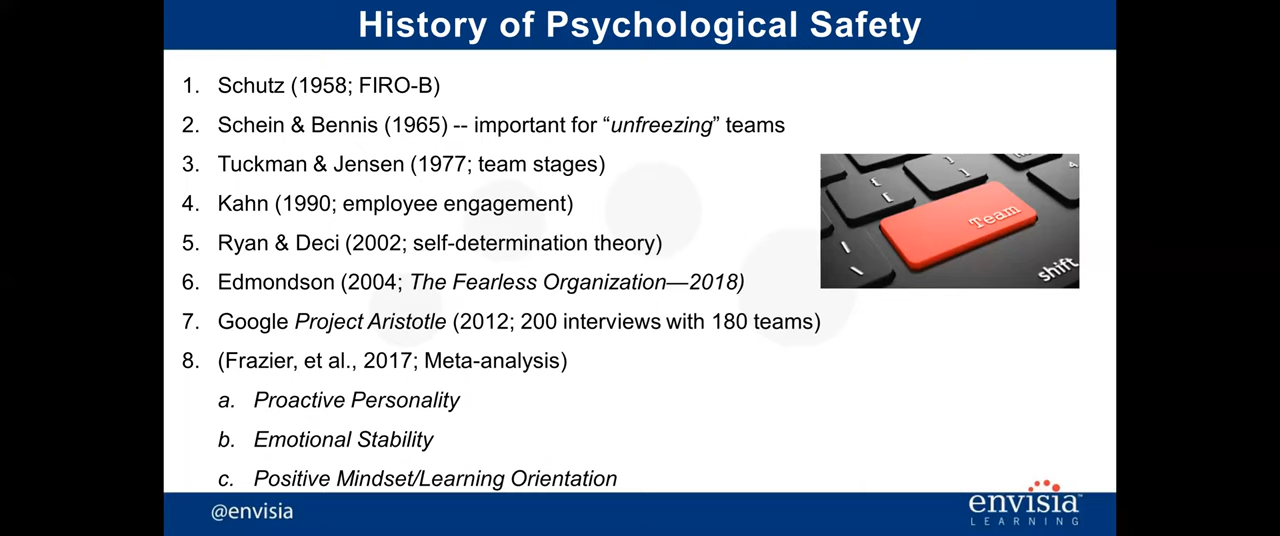 History of Psychological Safety
1. Schutz (1958; FIRO-B)
2. Schein & Bennis (1965) -- important for “unfreezing” teams
3. Tuckman & Jensen (1977; team stages)
4. Kahn (1990; employee engagement)
5. Ryan & Deci (2002; self-determination theory)
6. Edmondson (2004; The Fearless Organization—2018)
7. Google Project Aristotle (2012; 200 interviews with 180 teams)
8. (Frazier, et al., 2017; Meta-analysis)
a. Proactive Personality
b. Emotional Stability
c. Positive Mindset/Learning Orientation
Team
shift
@envisia
envisia™
LEARNING